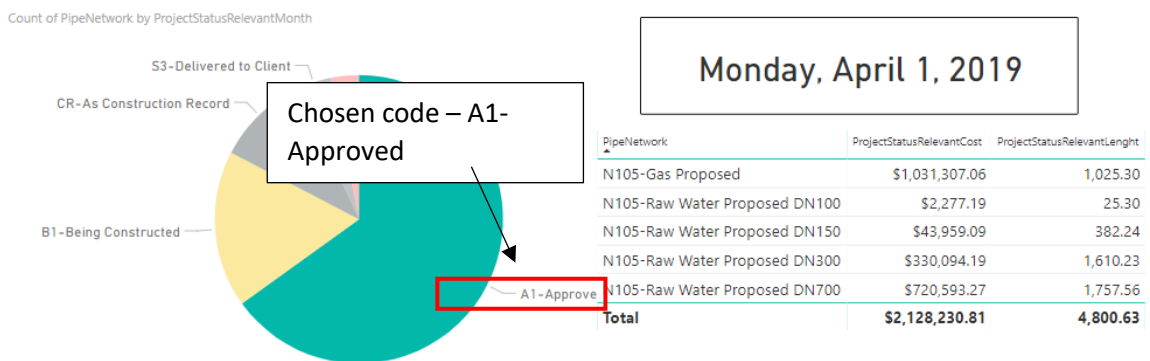 Count of PipeNetwork by ProjectStatusRelevantMonth
S3-Delivered to Client
CR-As Construction Record
Chosen code – A1-
Approved
B1-Being Constructed
A1-Approve
Monday, April 1, 2019
PipeNetwork ProjectStatusRelevantCost ProjectStatusRelevantLenght
N105-Gas Proposed $1,031,307.06 1,025.30
N105-Raw Water Proposed DN100 $2,277.19 25.30
N105-Raw Water Proposed DN150 $43,959.09 382.24
N105-Raw Water Proposed DN300 $330,094.19 1,610.23
N105-Raw Water Proposed DN700 $720,593.27 1,757.56
Total $2,128,230.81 4,800.63